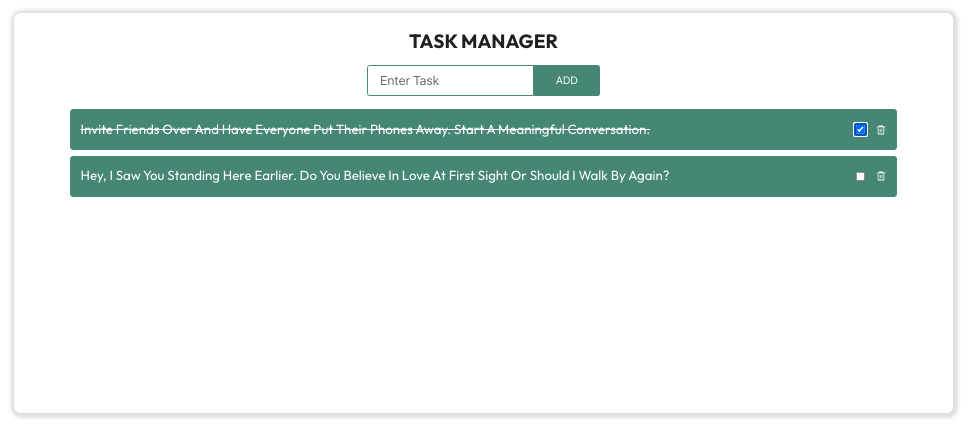 TASK MANAGER
Enter Task
ADD
Invite Friends Over And Have Everyone Put Their Phones Away. Start A Meaningful Conversation.
Hey, I Saw You Standing Here Earlier. Do You Believe In Love At First Sight Or Should I Walk By Again?